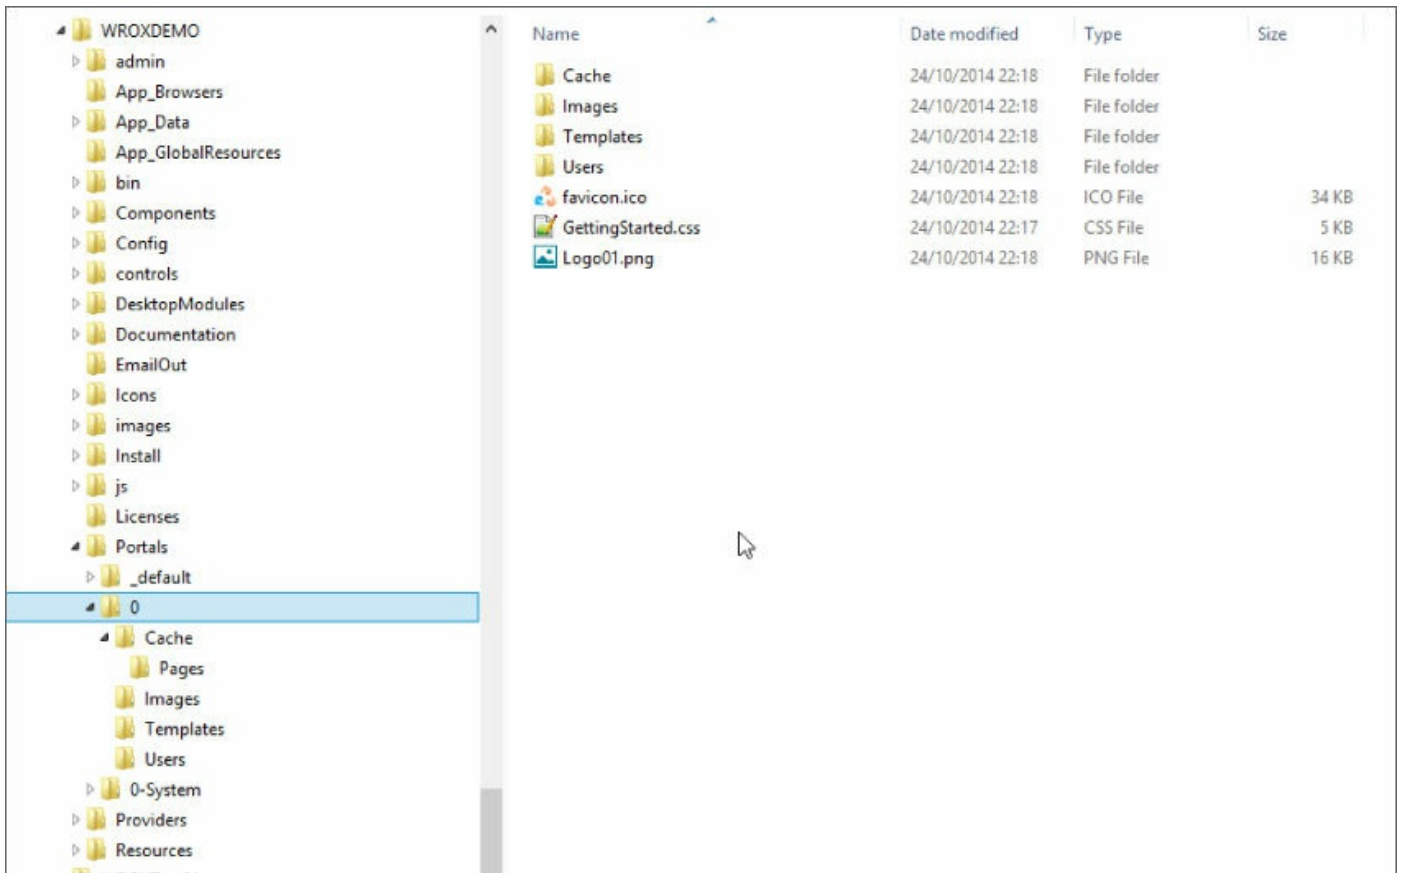 WROXDEMO
admin
App_Browsers
App_Data
App_GlobalResources
bin
Components
Config
controls
DesktopModules
Documentation
EmailOut
Icons
images
Install
js
Licenses
Portals
_default
0
Cache
Pages
Images
Templates
Users
0-System
Providers
Resources
Name Date modified Type Size
Cache 24/10/2014 22:18 File folder
Images 24/10/2014 22:18 File folder
Templates 24/10/2014 22:18 File folder
Users 24/10/2014 22:18 File folder
favicon.ico 24/10/2014 22:18 ICO File 34 KB
GettingStarted.css 24/10/2014 22:17 CSS File 5 KB
Logo01.png 24/10/2014 22:18 PNG File 16 KB